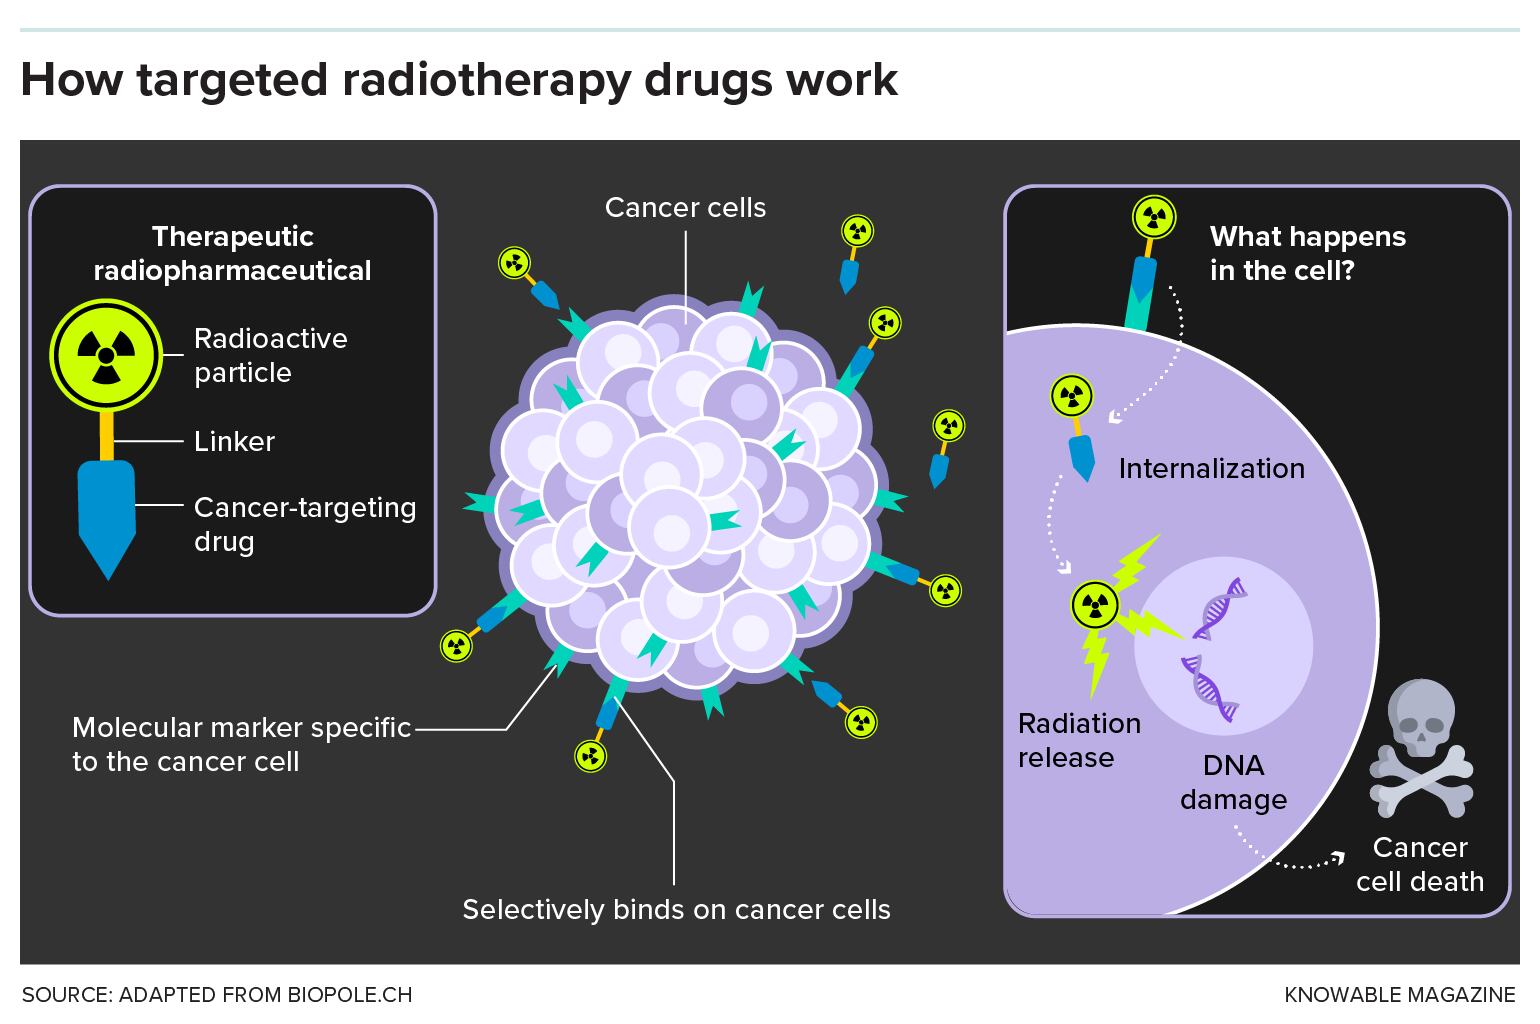 How targeted radiotherapy drugs work
Therapeutic
radiopharmaceutical
Radioactive
particle
Linker
Cancer-targeting
drug
Cancer cells
Molecular marker specific
to the cancer cell
Selectively binds on cancer cells
What happens
in the cell?
Internalization
Radiation
release
DNA
damage
Cancer
cell death
SOURCE: ADAPTED FROM BIOPOLE.CH
KNOWABLE MAGAZINE